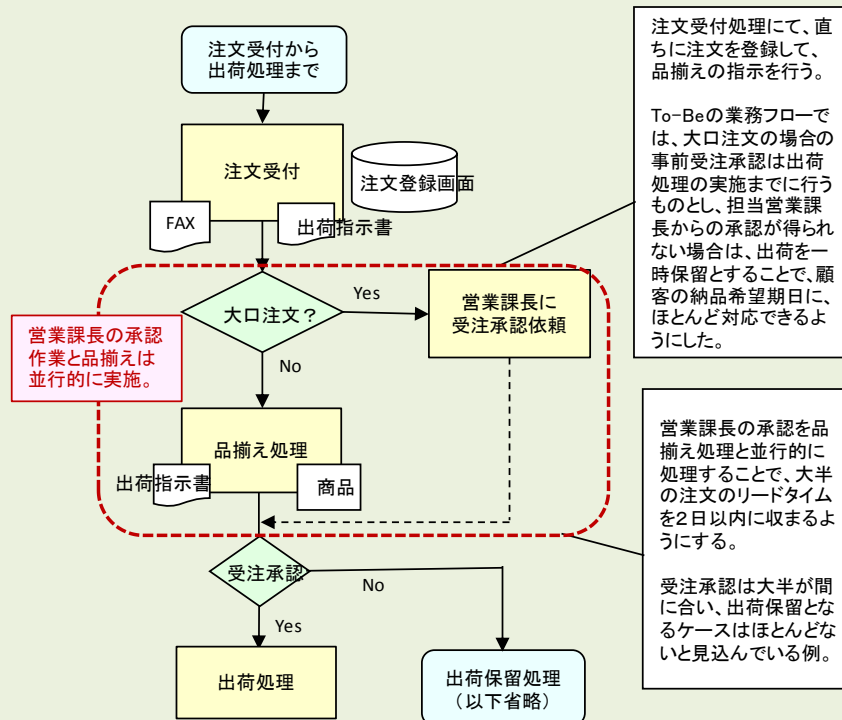 注文受付から
出荷処理まで
注文受付
注文登録画面
FAX
出荷指示書
大口注文？
Yes
営業課長に
受注承認依頼
営業課長の承認
作業と品揃えは
並行的に実施。
No
品揃え処理
出荷指示書
商品
受注承認
No
Yes
出荷処理
出荷保留処理
（以下省略）
注文受付処理にて、直
ちに注文を登録して、
品揃えの指示を行う。
To-Beの業務フローで
は、大口注文の場合の
事前受注承認は出荷
処理の実施までに行う
ものとし、担当営業課
長からの承認が得られ
ない場合は、出荷を一
時保留とすることで、顧
客の納品希望期日に、
ほとんど対応できるよ
うにした。
営業課長の承認を品
揃え処理と並行的に
処理することで、大半
の注文のリードタイム
を２日以内に収まるよ
うにする。
受注承認は大半が間
に合い、出荷保留とな
るケースはほとんどな
いと見込んでいる例。